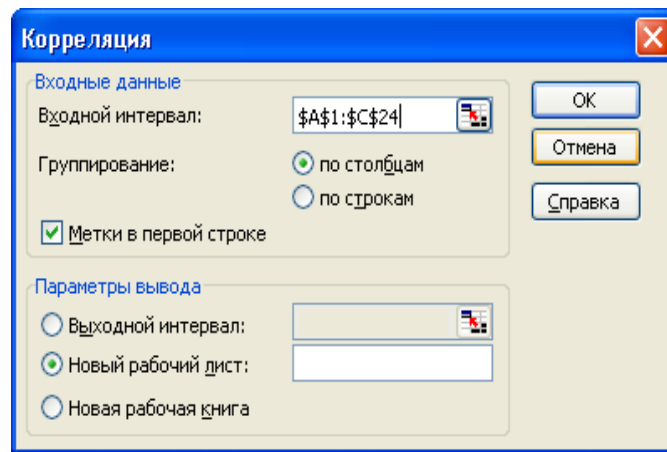 Корреляция
Входные данные
Входной интервал: $A$1:$C$24
Группирование: по столбцам
по строкам
Метки в первой строке
Параметры вывода
Выходной интервал:
Новый рабочий лист:
Новая рабочая книга
ОК
Отмена
Справка